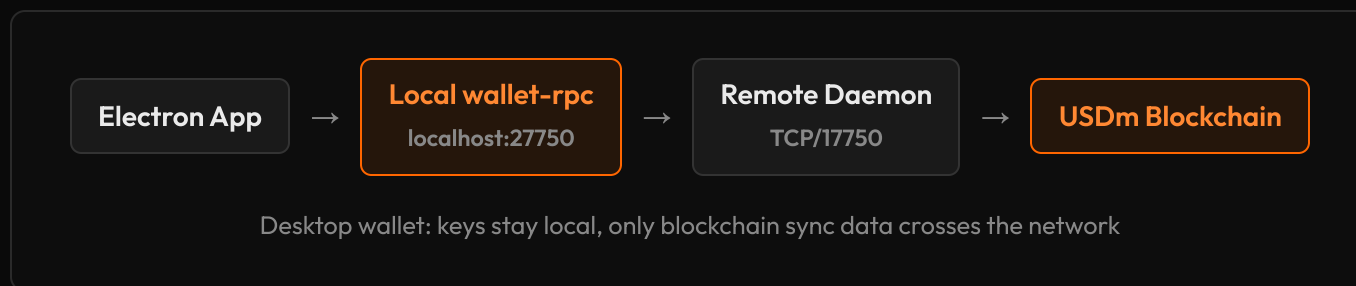 Electron App
→
Local wallet-rpc
localhost:27750
→
Remote Daemon
TCP/17750
→
USDm Blockchain
Desktop wallet: keys stay local, only blockchain sync data crosses the network